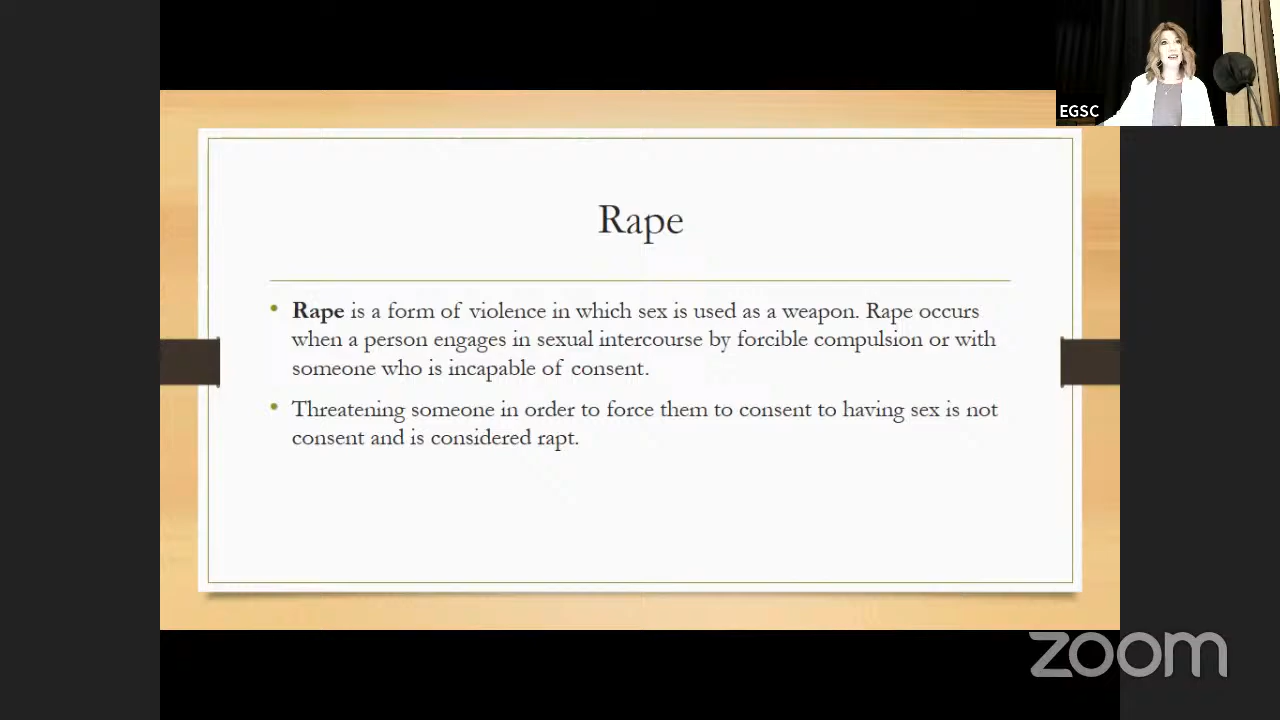 EGSC
Rape
• Rape is a form of violence in which sex is used as a weapon. Rape occurs
when a person engages in sexual intercourse by forcible compulsion or with
someone who is incapable of consent.
• Threatening someone in order to force them to consent to having sex is not
consent and is considered rapt.
zoom